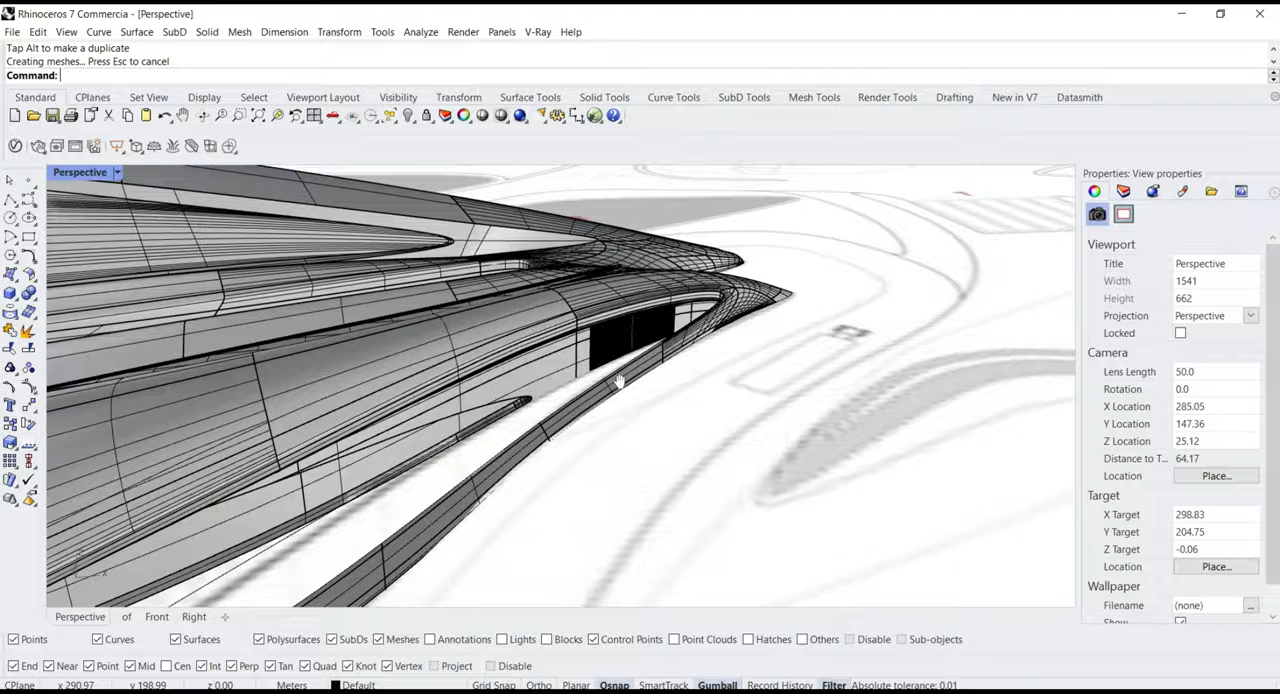 Rhinoceros 7 Commercia - [Perspective]
File Edit View Curve Surface SubD Solid Mesh Dimension Transform Tools Analyze Render Panels V-Ray Help
Tap Alt to make a duplicate
Creating meshes... Press Esc to cancel
Command:
Standard CPlanes Set View Display Select Viewport Layout Visibility Transform Surface Tools Solid Tools Curve Tools SubD Tools Mesh Tools Render Tools Drafting New in V7 Datasmith
Perspective
Properties: View properties
Viewport
Title Perspective
Width 1541
Height 662
Projection Perspective
Locked
Camera
Lens Length 50.0
Rotation 0.0
X Location 285.05
Y Location 147.36
Z Location 25.12
Distance to T... 64.17
Location Place...
Target
X Target 298.83
Y Target 204.75
Z Target -0.06
Location Place...
Wallpaper
Filename (none) ...
Show
Perspective of Front Right
Points Curves Surfaces Polysurfaces SubDs Meshes Annotations Lights Blocks Control Points Point Clouds Hatches Others Disable Sub-objects
End Near Point Mid Cen Int Perp Tan Quad Knot Vertex Project Disable
CPlane x 290.97 y 198.99 z 0.00 Meters Default Grid Snap Ortho Planar Osnap SmartTrack Gumball Record History Filter Absolute tolerance: 0.01